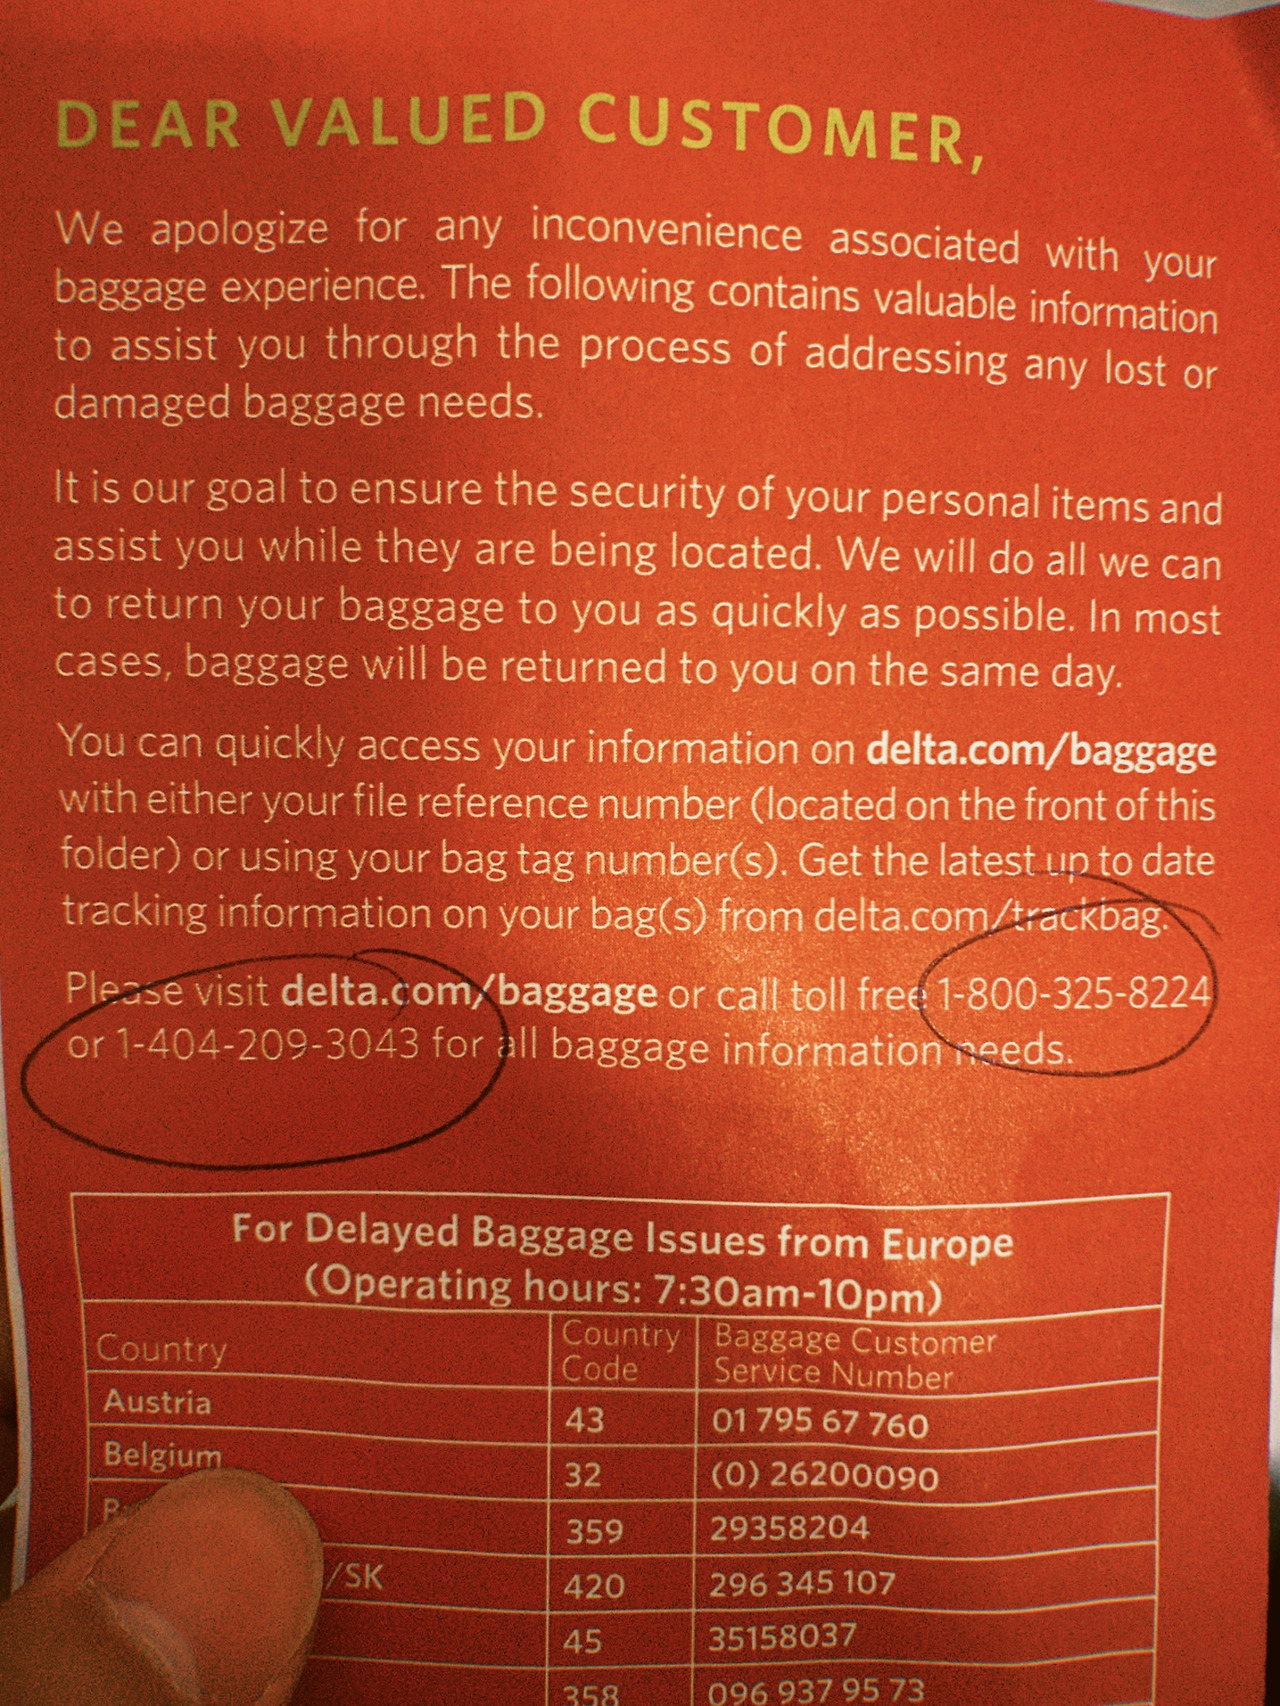 DEAR VALUED CUSTOMER,
We apologize for any inconvenience associated with your
baggage experience. The following contains valuable information
to assist you through the process of addressing any lost or
damaged baggage needs.
It is our goal to ensure the security of your personal items and
assist you while they are being located. We will do all we can
to return your baggage to you as quickly as possible. In most
cases, baggage will be returned to you on the same day.
You can quickly access your information on delta.com/baggage
with either your file reference number (located on the front of this
folder) or using your bag tag number(s). Get the latest up to date
tracking information on your bag(s) from delta.com/trackbag.
Please visit delta.com/baggage or call toll free 1-800-325-8224
or 1-404-209-3043 for all baggage information needs.
For Delayed Baggage Issues from Europe
(Operating hours: 7:30am-10pm)
Country Country Code Baggage Customer Service Number
Austria 43 01 795 67 760
Belgium 32 (0) 26200090
359 29358204
/SK 420 296 345 107
45 35158037
358 096 937 95 73